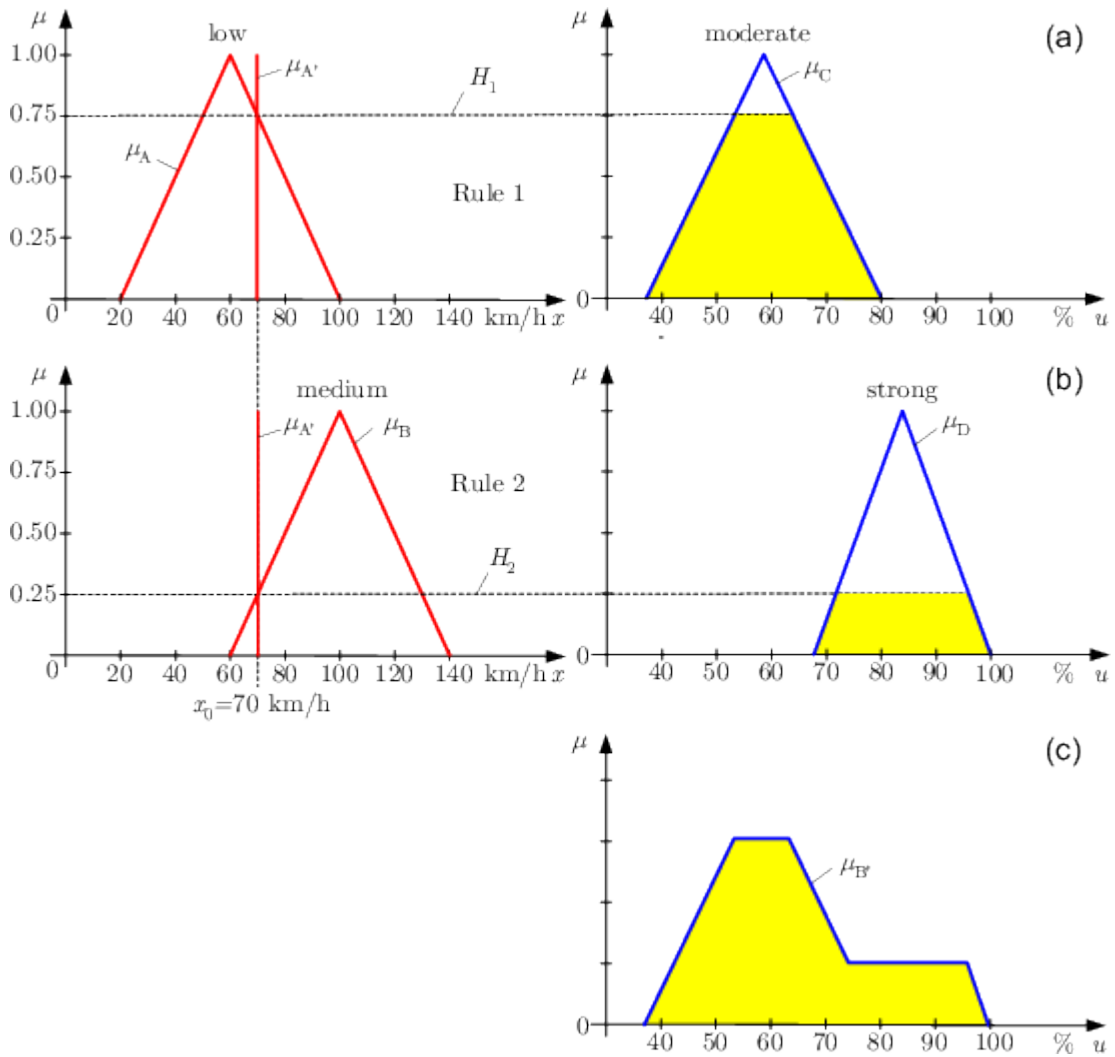 μ low μ moderate (a)
1.00 μA' H1 μC
0.75
μA
0.50 Rule 1
0.25
0 20 40 60 80 100 120 140 km/h x 0 40 50 60 70 80 90 100 % u
μ medium μ strong (b)
1.00 μA' μB μD
0.75 Rule 2
0.50 H2
0.25
0 20 40 60 80 100 120 140 km/h x 0 40 50 60 70 80 90 100 % u
x0=70 km/h
μ (c)
μB'
0 40 50 60 70 80 90 100 % u